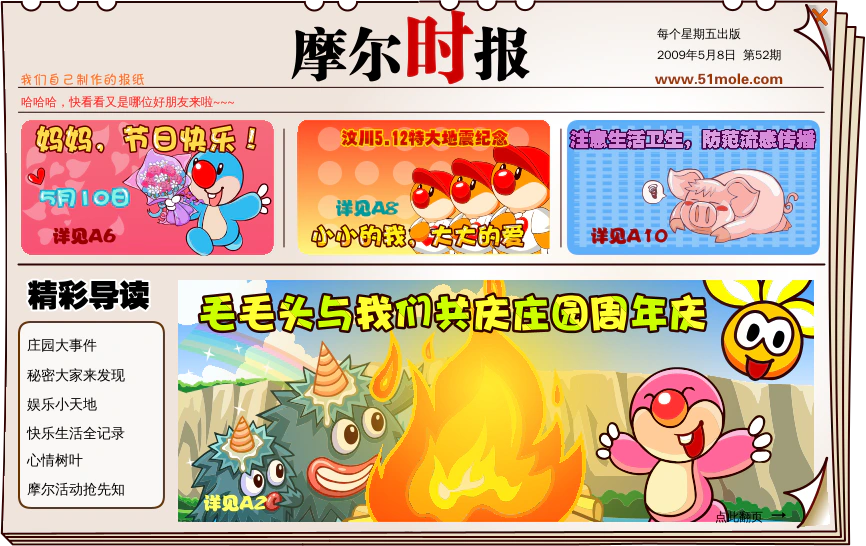 摩尔时报
每个星期五出版
2009年5月8日 第52期
www.51mole.com
我们自己制作的报纸
哈哈哈，快看看又是哪位好朋友来啦~~~
妈妈，节日快乐！
5月10日
详见A6
汶川5.12特大地震纪念
详见A8
小小的我，大大的爱
注意生活卫生，防范流感传播
详见A10
精彩导读
庄园大事件
秘密大家来发现
娱乐小天地
快乐生活全记录
心情树叶
摩尔活动抢先知
毛毛头与我们共庆庄园周年庆
详见A2
点此翻页 →